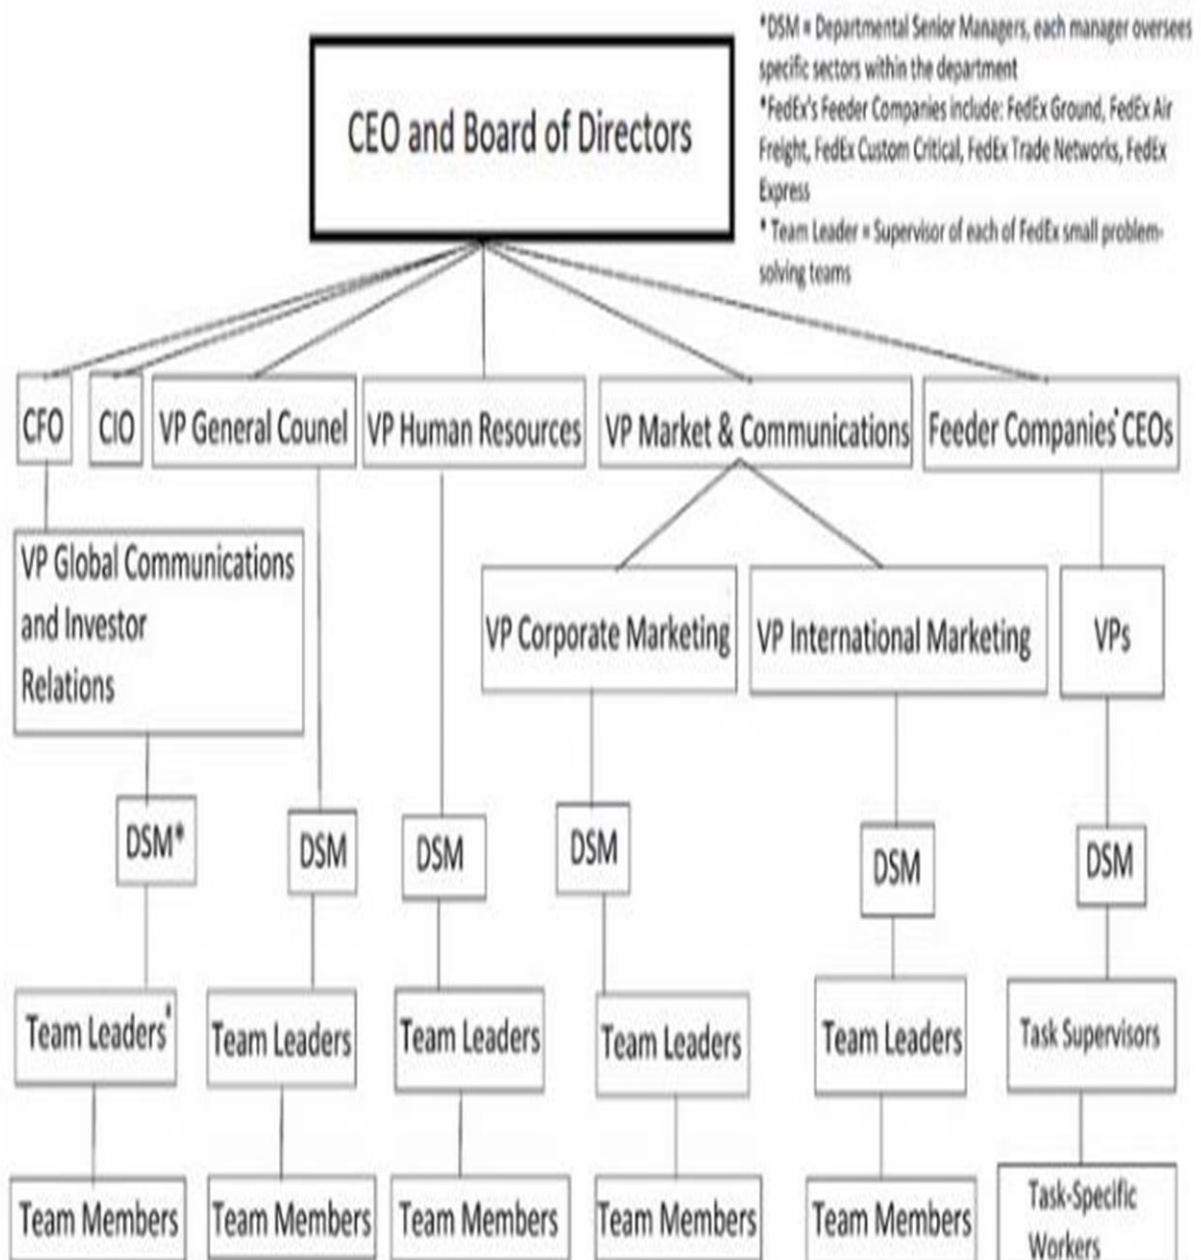 *DSM = Departmental Senior Managers, each manager oversees
specific sectors within the department
*FedEx's Feeder Companies include: FedEx Ground, FedEx Air
Freight, FedEx Custom Critical, FedEx Trade Networks, FedEx
Express
* Team Leader = Supervisor of each of FedEx small problem-
solving teams
CEO and Board of Directors
CFO
CIO
VP General Counel
VP Human Resources
VP Market & Communications
Feeder Companies* CEOs
VP Global Communications
and Investor
Relations
VP Corporate Marketing
VP International Marketing
VPs
DSM*
DSM
DSM
DSM
DSM
DSM
Team Leaders*
Team Leaders
Team Leaders
Team Leaders
Team Leaders
Task Supervisors
Team Members
Team Members
Team Members
Team Members
Team Members
Task-Specific
Workers